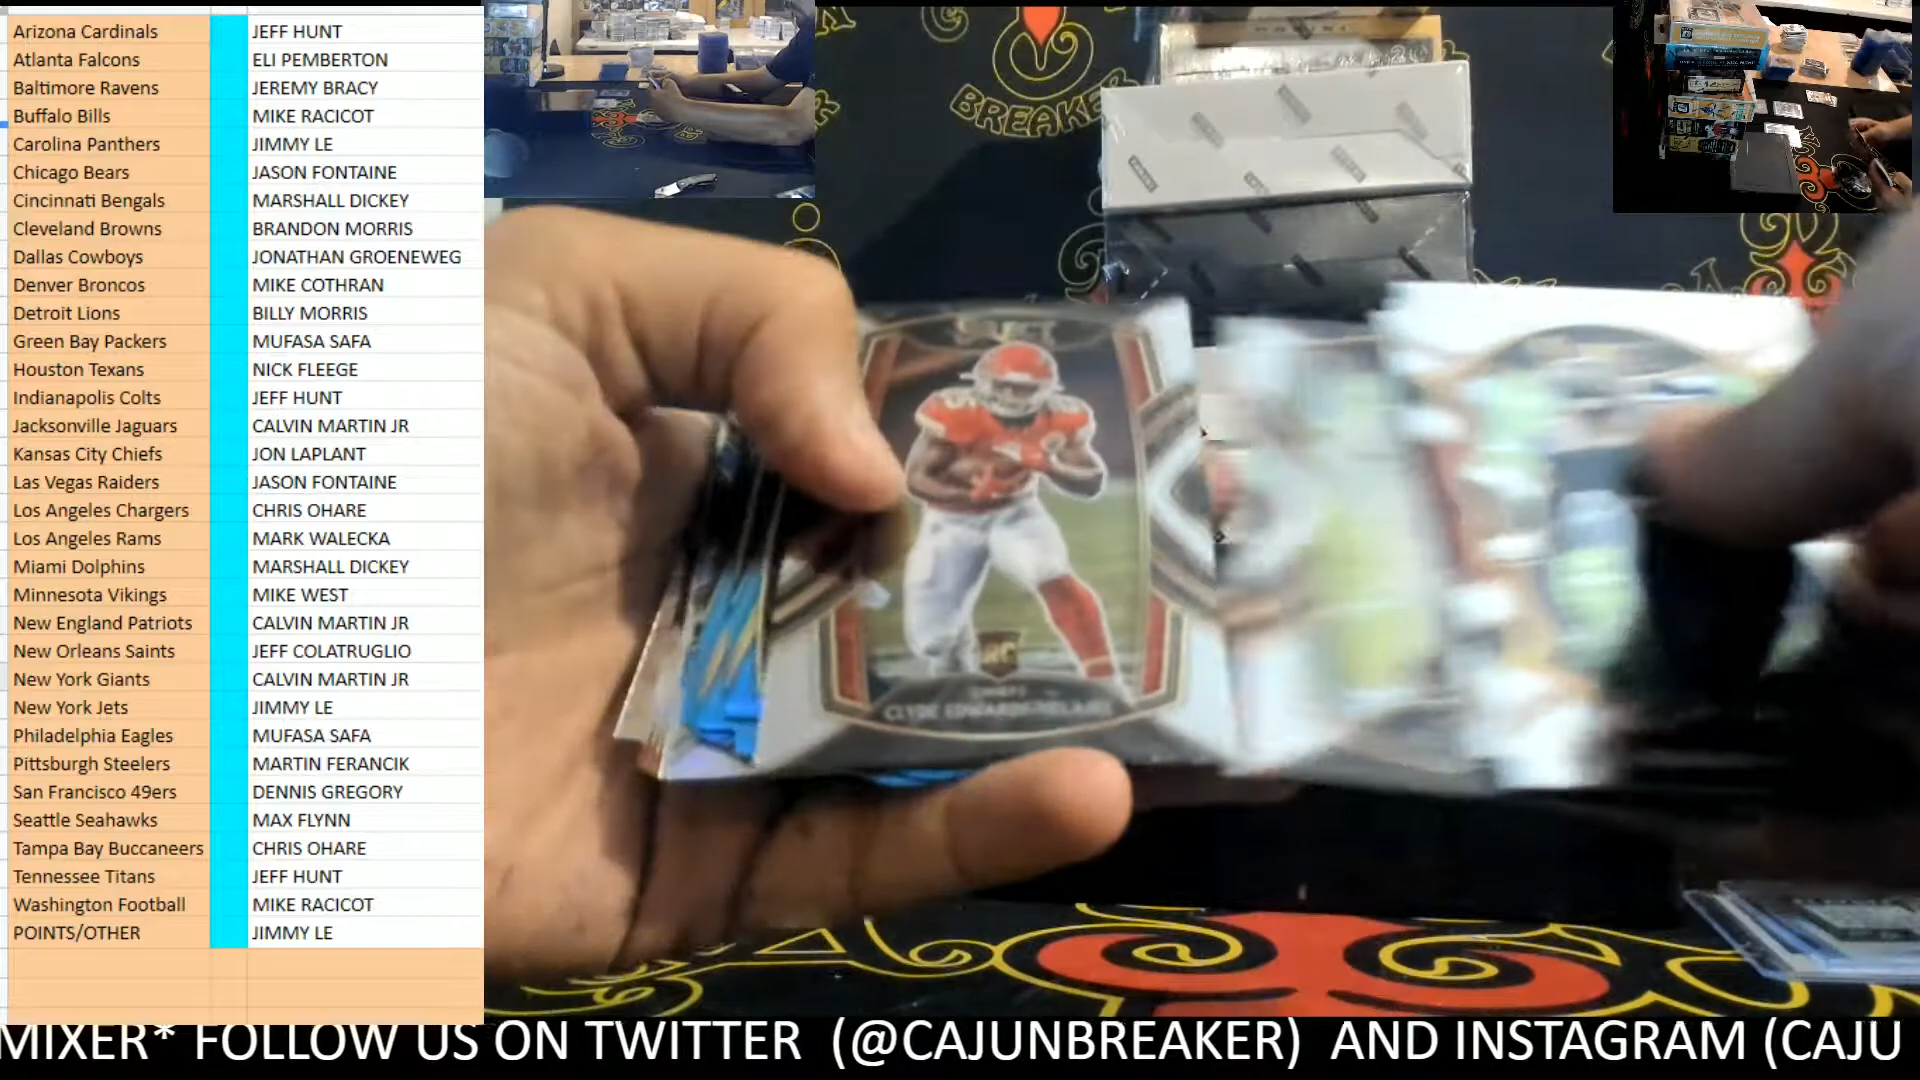 Arizona Cardinals JEFF HUNT
Atlanta Falcons ELI PEMBERTON
Baltimore Ravens JEREMY BRACY
Buffalo Bills MIKE RACICOT
Carolina Panthers JIMMY LE
Chicago Bears JASON FONTAINE
Cincinnati Bengals MARSHALL DICKEY
Cleveland Browns BRANDON MORRIS
Dallas Cowboys JONATHAN GROENEWEG
Denver Broncos MIKE COTHRAN
Detroit Lions BILLY MORRIS
Green Bay Packers MUFASA SAFA
Houston Texans NICK FLEEGE
Indianapolis Colts JEFF HUNT
Jacksonville Jaguars CALVIN MARTIN JR
Kansas City Chiefs JON LAPLANT
Las Vegas Raiders JASON FONTAINE
Los Angeles Chargers CHRIS OHARE
Los Angeles Rams MARK WALECKA
Miami Dolphins MARSHALL DICKEY
Minnesota Vikings MIKE WEST
New England Patriots CALVIN MARTIN JR
New Orleans Saints JEFF COLATRUGLIO
New York Giants CALVIN MARTIN JR
New York Jets JIMMY LE
Philadelphia Eagles MUFASA SAFA
Pittsburgh Steelers MARTIN FERANCIK
San Francisco 49ers DENNIS GREGORY
Seattle Seahawks MAX FLYNN
Tampa Bay Buccaneers CHRIS OHARE
Tennessee Titans JEFF HUNT
Washington Football MIKE RACICOT
POINTS/OTHER JIMMY LE
BREAKER
SELECT
RC
CHIEFS
CLYDE EDWARDS-HELAIRE
MIXER* FOLLOW US ON TWITTER (@CAJUNBREAKER) AND INSTAGRAM (CAJU